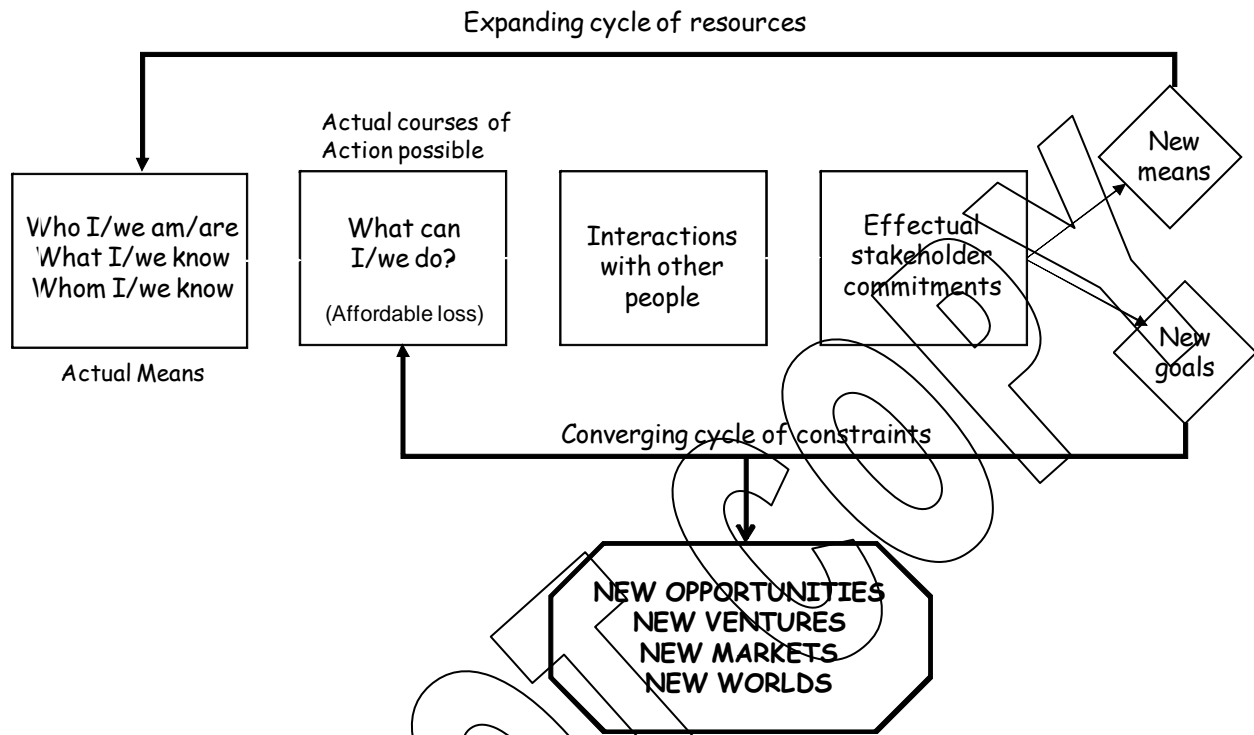 Expanding cycle of resources
Actual courses of
Action possible
New
means
Who I/we am/are
What I/we know
Whom I/we know
What can
I/we do?
(Affordable loss)
Interactions
with other
people
Effectual
stakeholder
commitments
New
goals
Actual Means
Converging cycle of constraints
NEW OPPORTUNITIES
NEW VENTURES
NEW MARKETS
NEW WORLDS
COPY